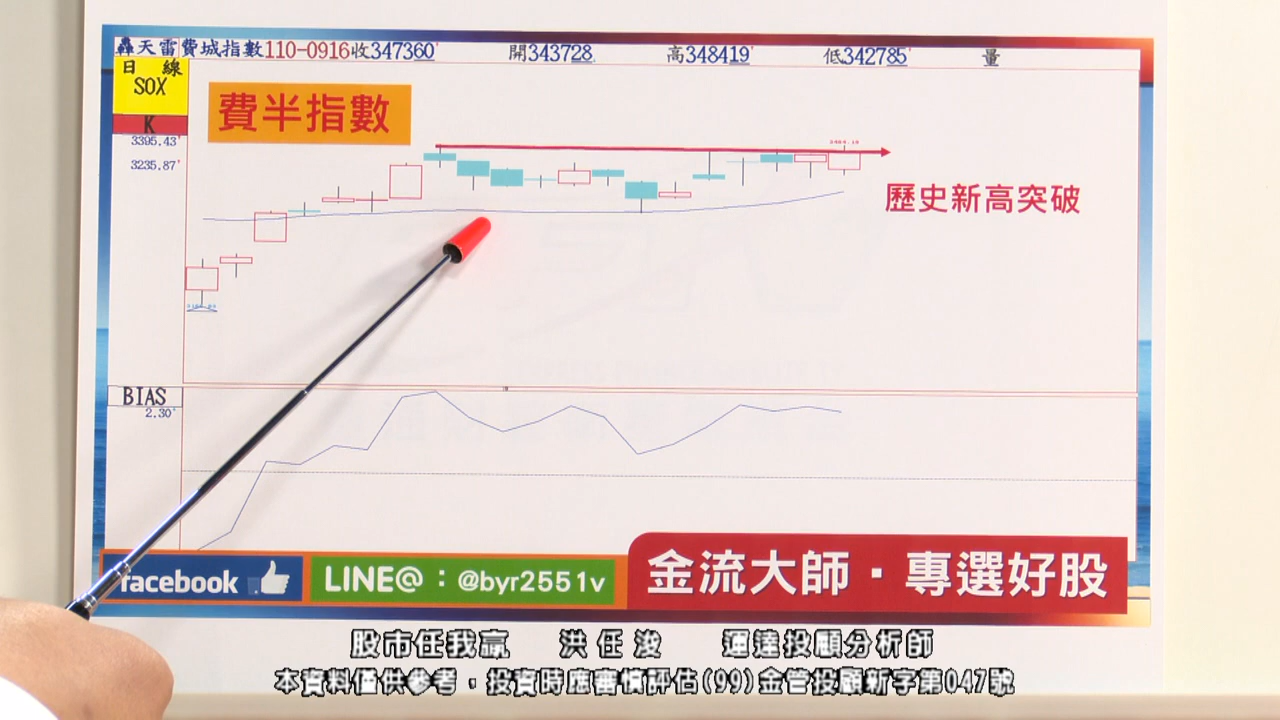 轟天雷費城指數110-0916收347360 開343728 高348419 低342785 量
日 線
SOX
費半指數
K
3395.43
3235.87
3484.19
歷史新高突破
BIAS
2.30
facebook LINE@：@byr2551v 金流大師・專選好股
股市任我贏 洪任浚 運達投顧分析師
本資料僅供參考，投資時應審慎評估(99)金管投顧新字第047號